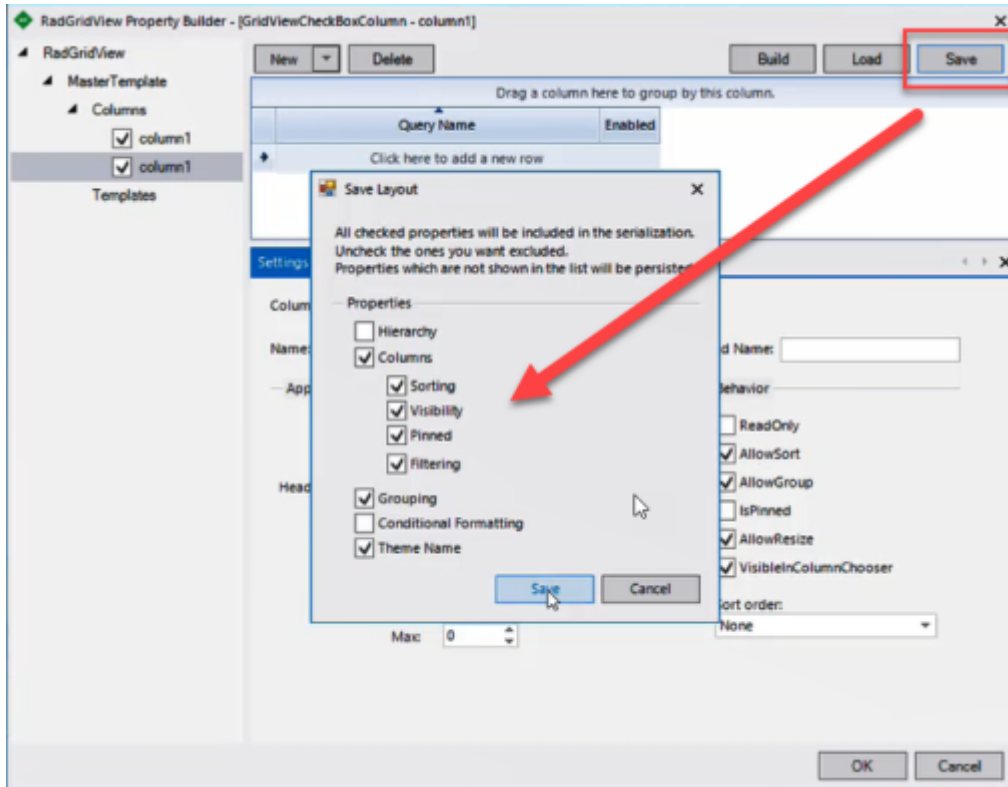 RadGridView Property Builder - [GridViewCheckBoxColumn - column1]
RadGridView
MasterTemplate
Columns
column1
column1
Templates
New
Delete
Build
Load
Save
Drag a column here to group by this column.
Query Name
Enabled
Click here to add a new row
Save Layout
All checked properties will be included in the serialization.
Uncheck the ones you want excluded.
Properties which are not shown in the list will be persisted
Properties
Hierarchy
Columns
Sorting
Visibility
Pinned
Filtering
Grouping
Conditional Formatting
Theme Name
Save
Cancel
Settings
Colum
Name:
App
Head
Max:
0
d Name:
Behavior
ReadOnly
AllowSort
AllowGroup
IsPinned
AllowResize
VisibleInColumnChooser
Sort order:
None
OK
Cancel